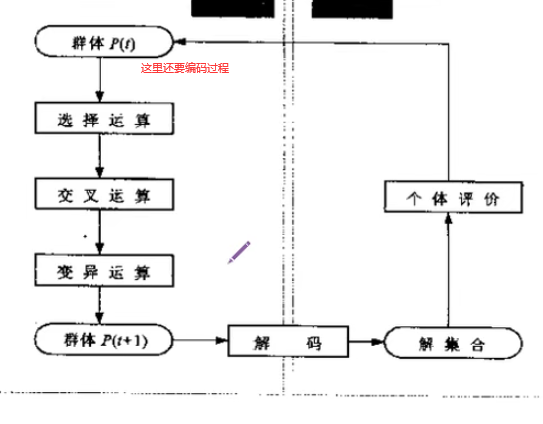 群体 P(t)
这里还要编码过程
选择运算
交叉运算
个体评价
变异运算
群体 P(t+1)
解码
解集合